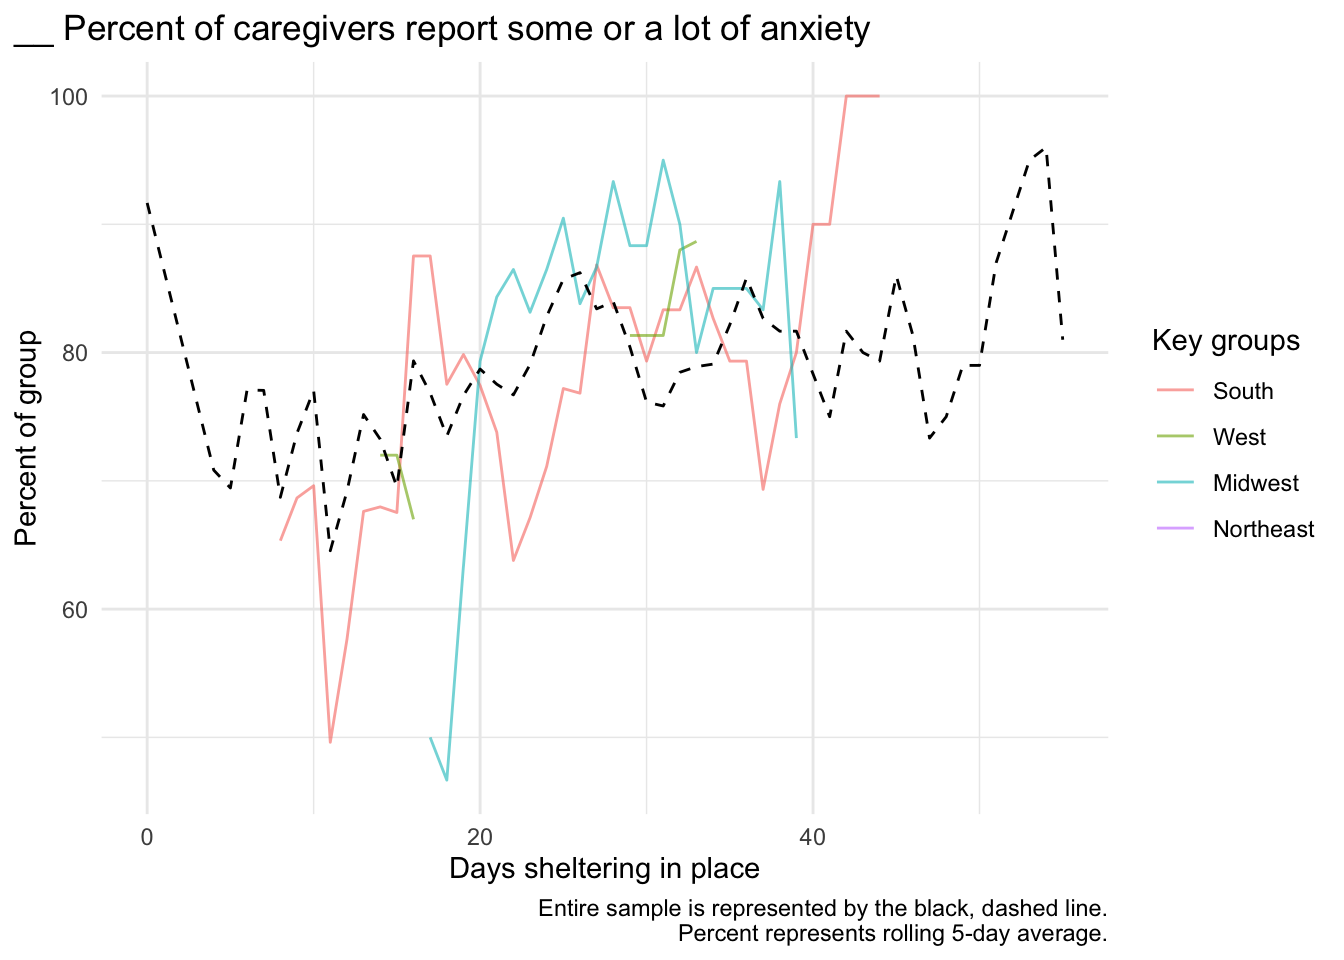 __ Percent of caregivers report some or a lot of anxiety
100
80
60
Percent of group
0
20
40
Days sheltering in place
Key groups
South
West
Midwest
Northeast
Entire sample is represented by the black, dashed line.
Percent represents rolling 5-day average.